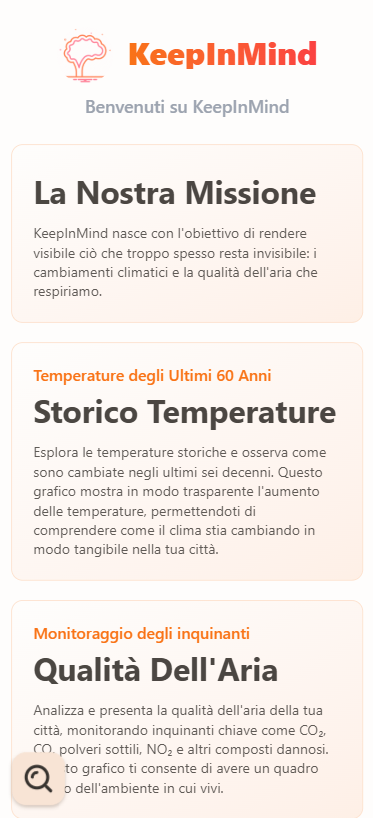 KeepInMind
Benvenuti su KeepInMind
La Nostra Missione
KeepInMind nasce con l'obiettivo di rendere
visibile ciò che troppo spesso resta invisibile: i
cambiamenti climatici e la qualità dell'aria che
respiriamo.
Temperature degli Ultimi 60 Anni
Storico Temperature
Esplora le temperature storiche e osserva come
sono cambiate negli ultimi sei decenni. Questo
grafico mostra in modo trasparente l'aumento
delle temperature, permettendoti di
comprendere come il clima stia cambiando in
modo tangibile nella tua città.
Monitoraggio degli inquinanti
Qualità Dell'Aria
Analizza e presenta la qualità dell'aria della tua
città, monitorando inquinanti chiave come CO₂,
CO, polveri sottili, NO₂ e altri composti dannosi.
grafico ti consente di avere un quadro
dell'ambiente in cui vivi.